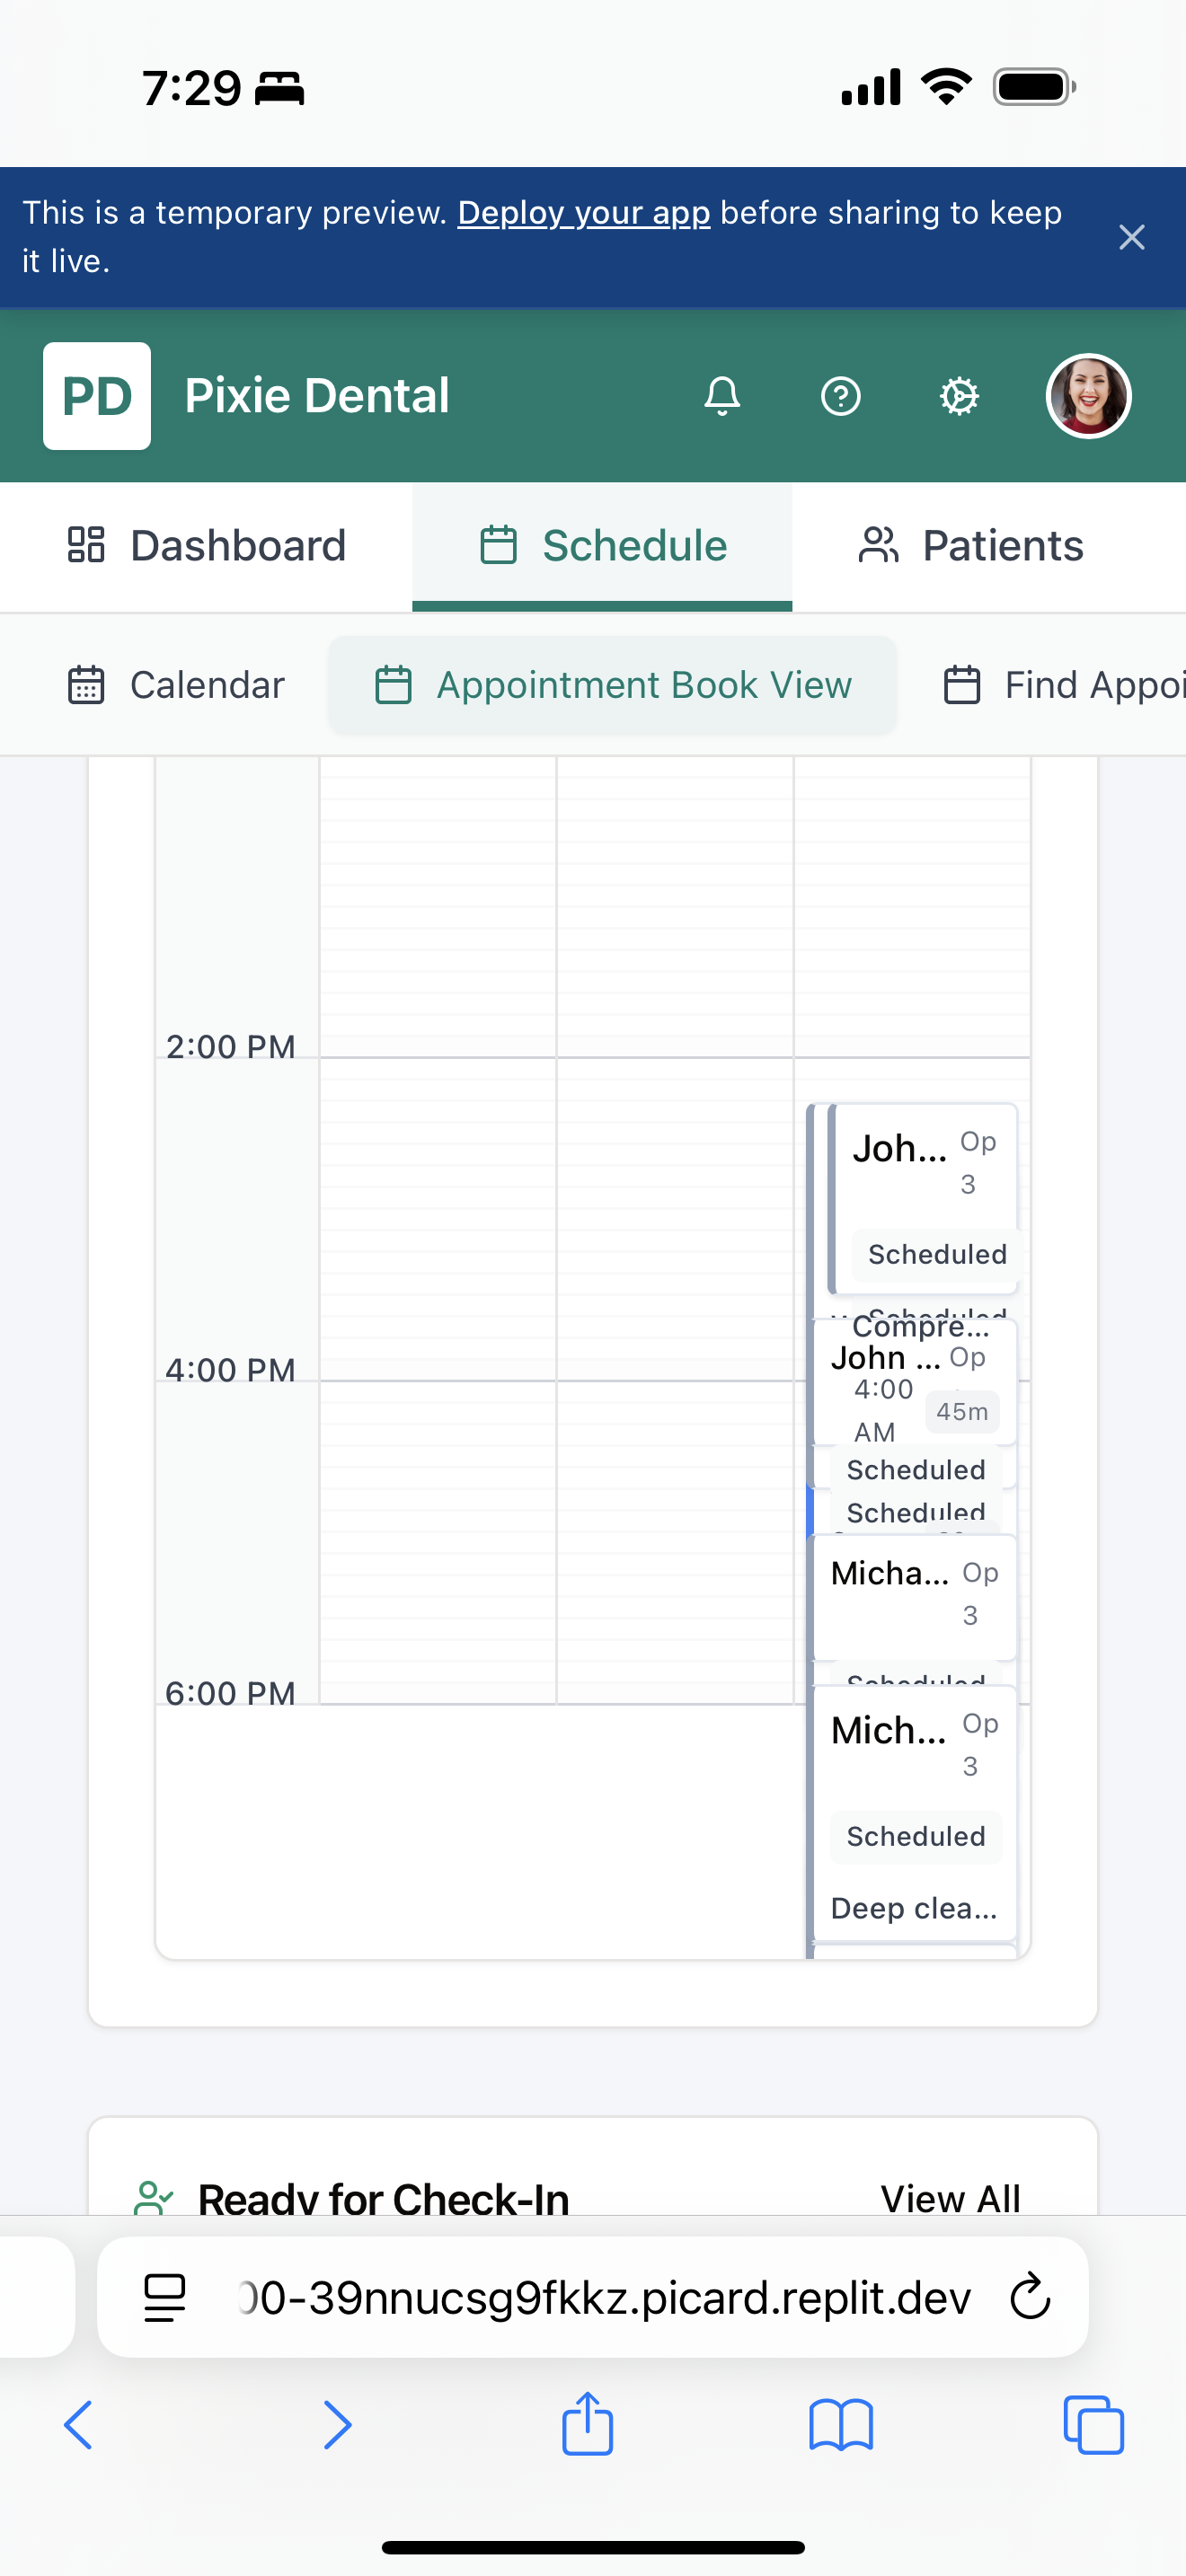 7:29
This is a temporary preview. Deploy your app before sharing to keep
it live.
PD
Pixie Dental
Dashboard
Schedule
Patients
Calendar
Appointment Book View
Find Appoi
2:00 PM
Joh... Op
3
Scheduled
Scheduled
Compre...
John ... Op
4:00 PM
4:00
AM
45m
Scheduled
Scheduled
Micha... Op
3
Scheduled
6:00 PM
Mich... Op
3
Scheduled
Deep clea...
Ready for Check-In
View All
00-39nnucsg9fkkz.picard.replit.dev